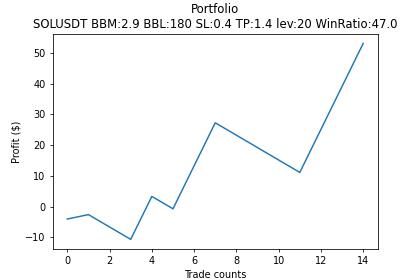 Portfolio
SOLUSDT BBM:2.9 BBL:180 SL:0.4 TP:1.4 lev:20 WinRatio:47.0
50
40
30
20
10
0
−10
Profit ($)
0 2 4 6 8 10 12 14
Trade counts